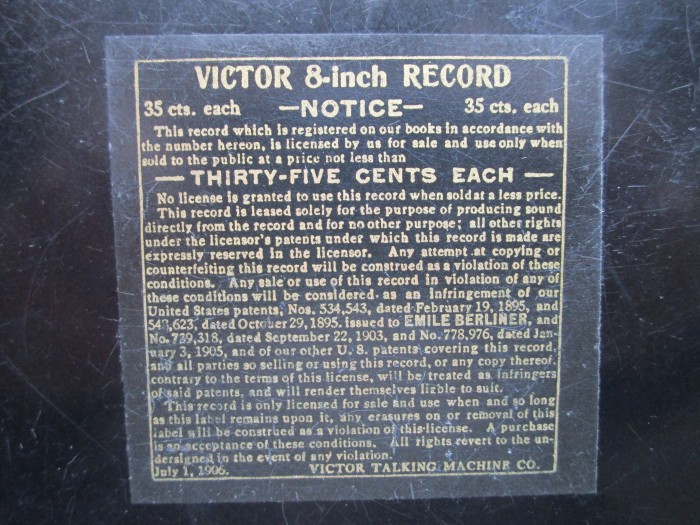 VICTOR 8-inch RECORD
35 cts. each —NOTICE— 35 cts. each
This record which is registered on our books in accordance with
the number hereon, is licensed by us for sale and use only when
sold to the public at a price not less than
— THIRTY-FIVE CENTS EACH —
No license is granted to use this record when sold at a less price.
This record is leased solely for the purpose of producing sound
directly from the record and for no other purpose; all other rights
under the licensor's patents under which this record is made are
expressly reserved in the licensor. Any attempt at copying or
counterfeiting this record will be construed as a violation of these
conditions. Any sale or use of this record in violation of any of
these conditions will be considered as an infringement of our
United States patents, Nos. 534,543, dated February 19, 1895, and
548,623, dated October 29, 1895, issued to EMILE BERLINER, and
No. 739,318, dated September 22, 1903, and No. 778,976, dated Jan-
uary 3, 1905, and of our other U. S. patents covering this record,
and all parties so selling or using this record, or any copy thereof,
contrary to the terms of this license, will be treated as infringers
of said patents, and will render themselves liable to suit.
This record is only licensed for sale and use when and so long
as this label remains upon it, any erasures on or removal of this
label will be construed as a violation of this license. A purchase
is an acceptance of these conditions. All rights revert to the un-
dersigned in the event of any violation.
July 1, 1906. VICTOR TALKING MACHINE CO.